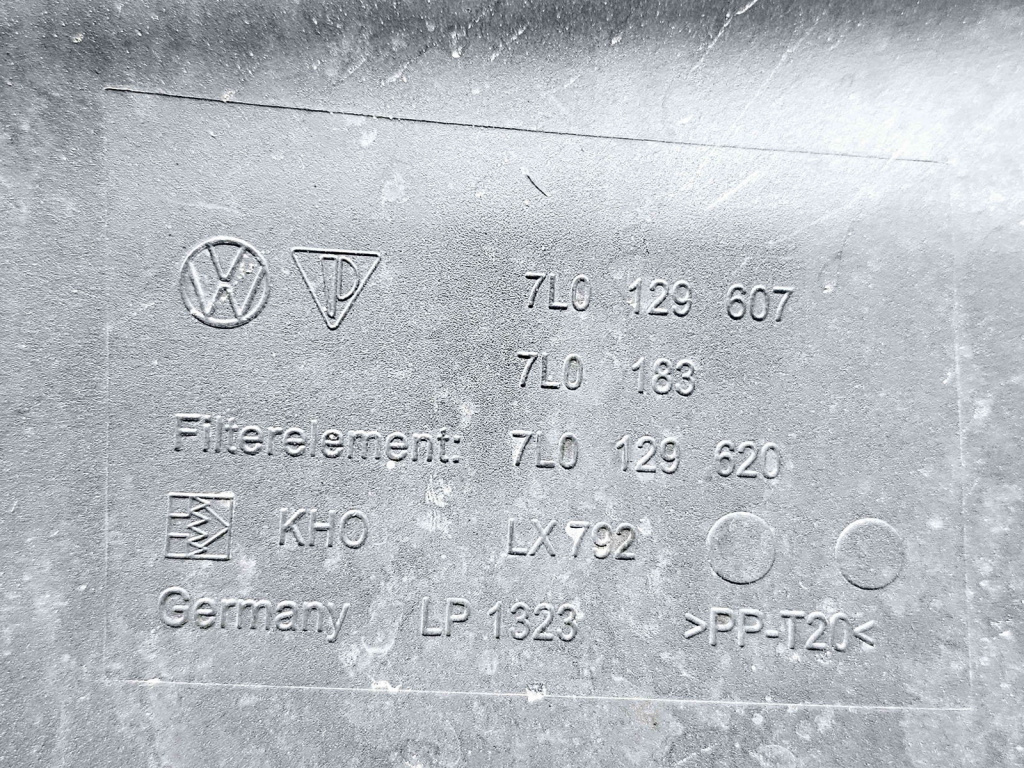 7L0 129 607
7L0 183
Filterelement: 7L0 129 620
KHO LX 792
Germany LP 1323 >PP-T20<